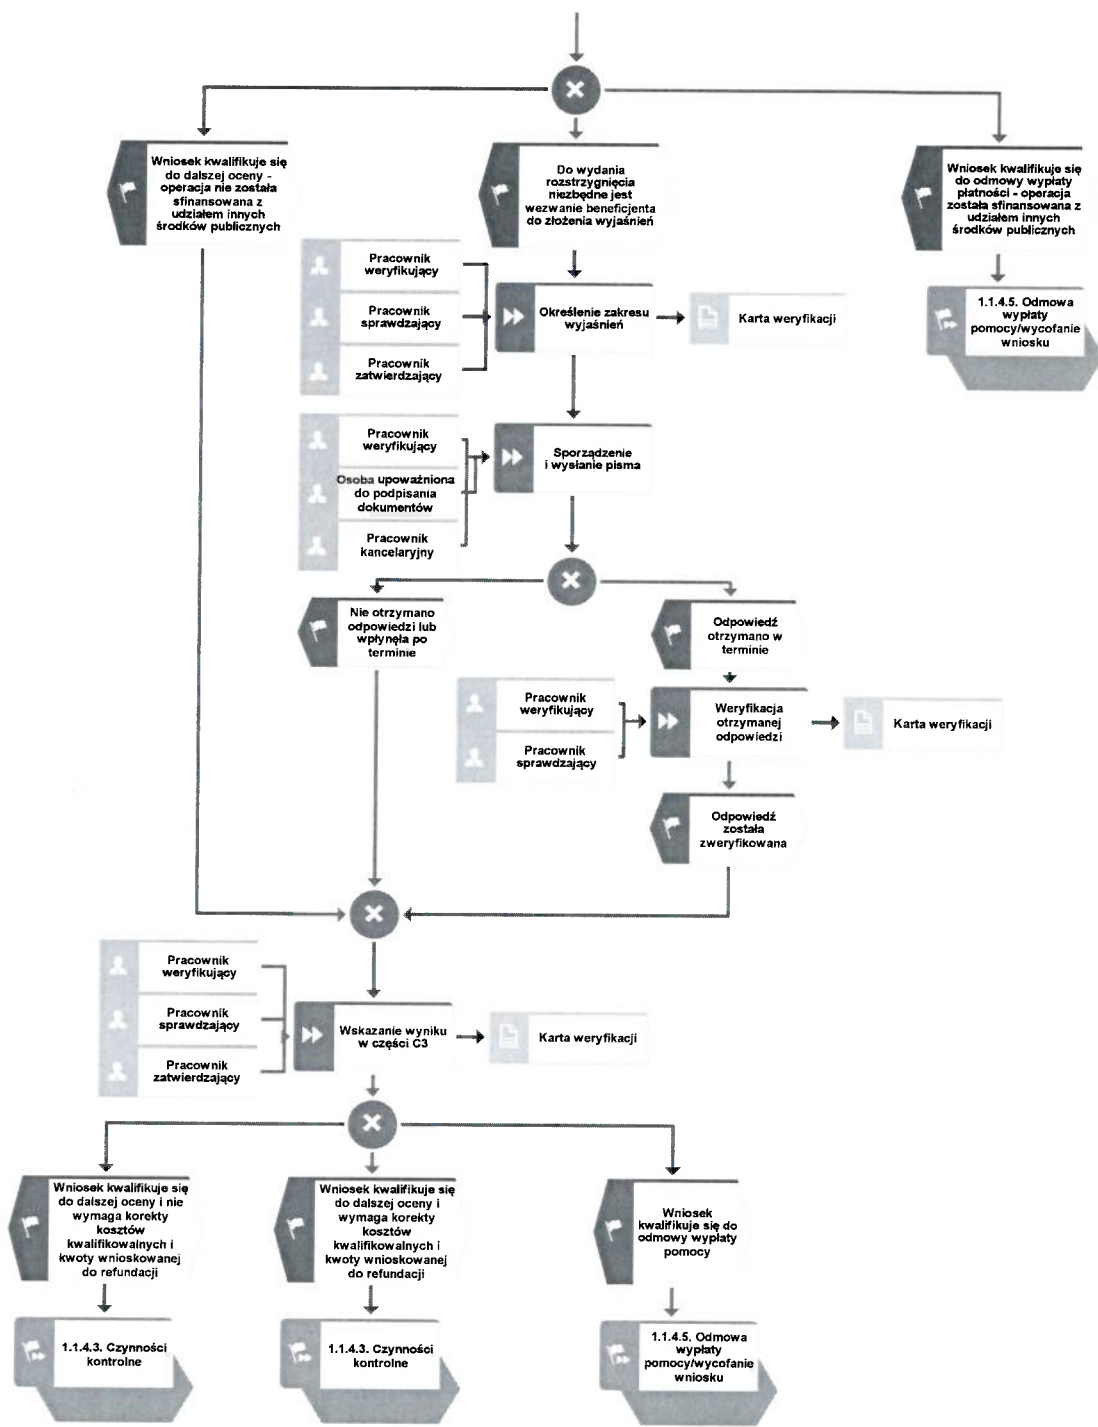 Wniosek kwalifikuje się
do dalszej oceny -
operacja nie została
sfinansowana z
udziałem innych
środków publicznych
Do wydania
rozstrzygnięcia
niezbędne jest
wezwanie beneficjenta
do złożenia wyjaśnień
Wniosek kwalifikuje się
do odmowy wypłaty
płatności - operacja
została sfinansowana z
udziałem innych
środków publicznych
Pracownik
weryfikujący
Pracownik
sprawdzający
Pracownik
zatwierdzający
Określenie zakresu
wyjaśnień
Karta weryfikacji
1.1.4.5. Odmowa
wypłaty
pomocy/wycofanie
wniosku
Pracownik
weryfikujący
Osoba upoważniona
do podpisania
dokumentów
Pracownik
kancelaryjny
Sporządzenie
i wysłanie pisma
Nie otrzymano
odpowiedzi lub
wpłynęła po
terminie
Odpowiedź
otrzymano w
terminie
Pracownik
weryfikujący
Pracownik
sprawdzający
Weryfikacja
otrzymanej
odpowiedzi
Karta weryfikacji
Odpowiedź
została
zweryfikowana
Pracownik
weryfikujący
Pracownik
sprawdzający
Pracownik
zatwierdzający
Wskazanie wyniku
w części C3
Karta weryfikacji
Wniosek kwalifikuje się
do dalszej oceny i nie
wymaga korekty
kosztów
kwalifikowalnych i
kwoty wnioskowanej
do refundacji
Wniosek kwalifikuje się
do dalszej oceny i
wymaga korekty
kosztów
kwalifikowalnych i
kwoty wnioskowanej
do refundacji
Wniosek
kwalifikuje się do
odmowy wypłaty
pomocy
1.1.4.3. Czynności
kontrolne
1.1.4.3. Czynności
kontrolne
1.1.4.5. Odmowa
wypłaty
pomocy/wycofanie
wniosku